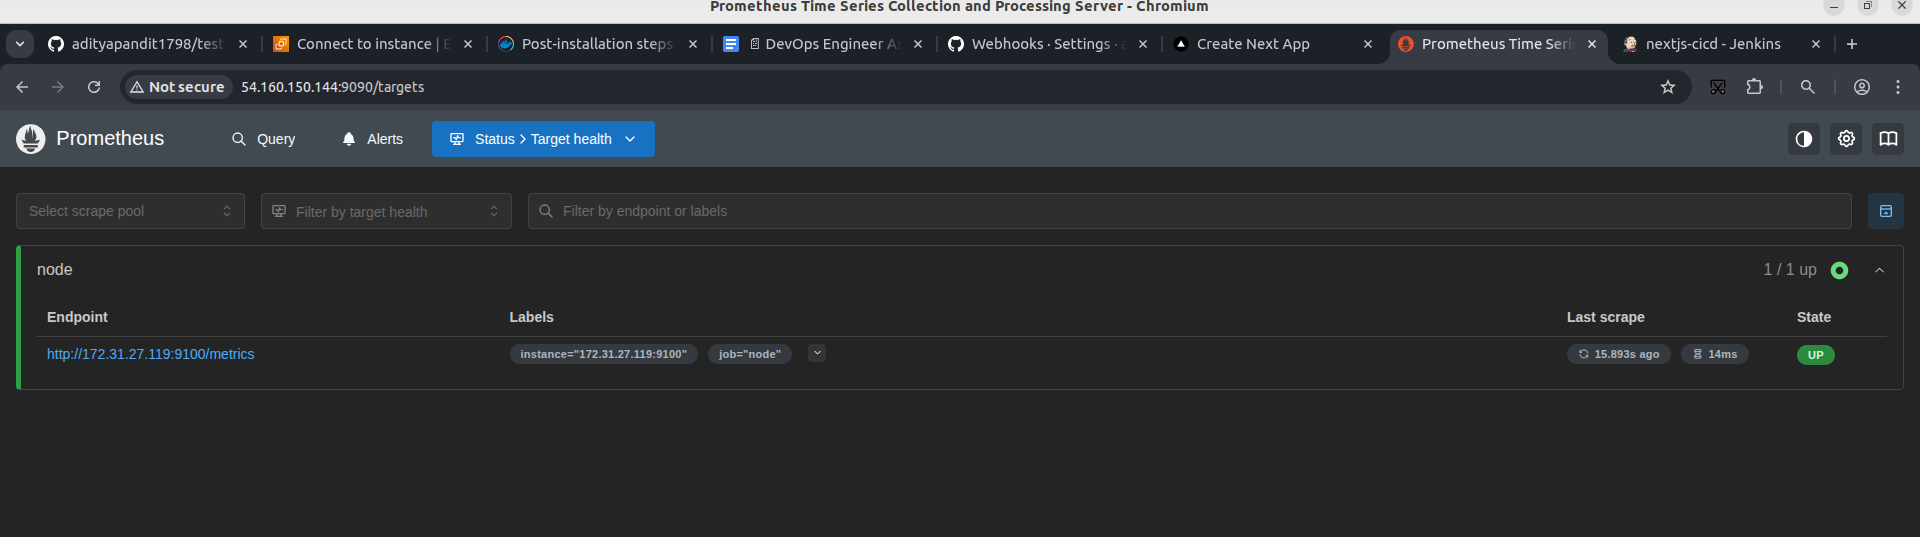 Prometheus Time Series Collection and Processing Server - Chromium
adityapandit1798/test
Connect to instance | E
Post-installation steps
DevOps Engineer As
Webhooks · Settings · a
Create Next App
Prometheus Time Serie
nextjs-cicd - Jenkins
Not secure 54.160.150.144:9090/targets
Prometheus Query Alerts Status > Target health
Select scrape pool Filter by target health Filter by endpoint or labels
node 1 / 1 up
Endpoint Labels Last scrape State
http://172.31.27.119:9100/metrics instance="172.31.27.119:9100" job="node" 15.893s ago 14ms UP